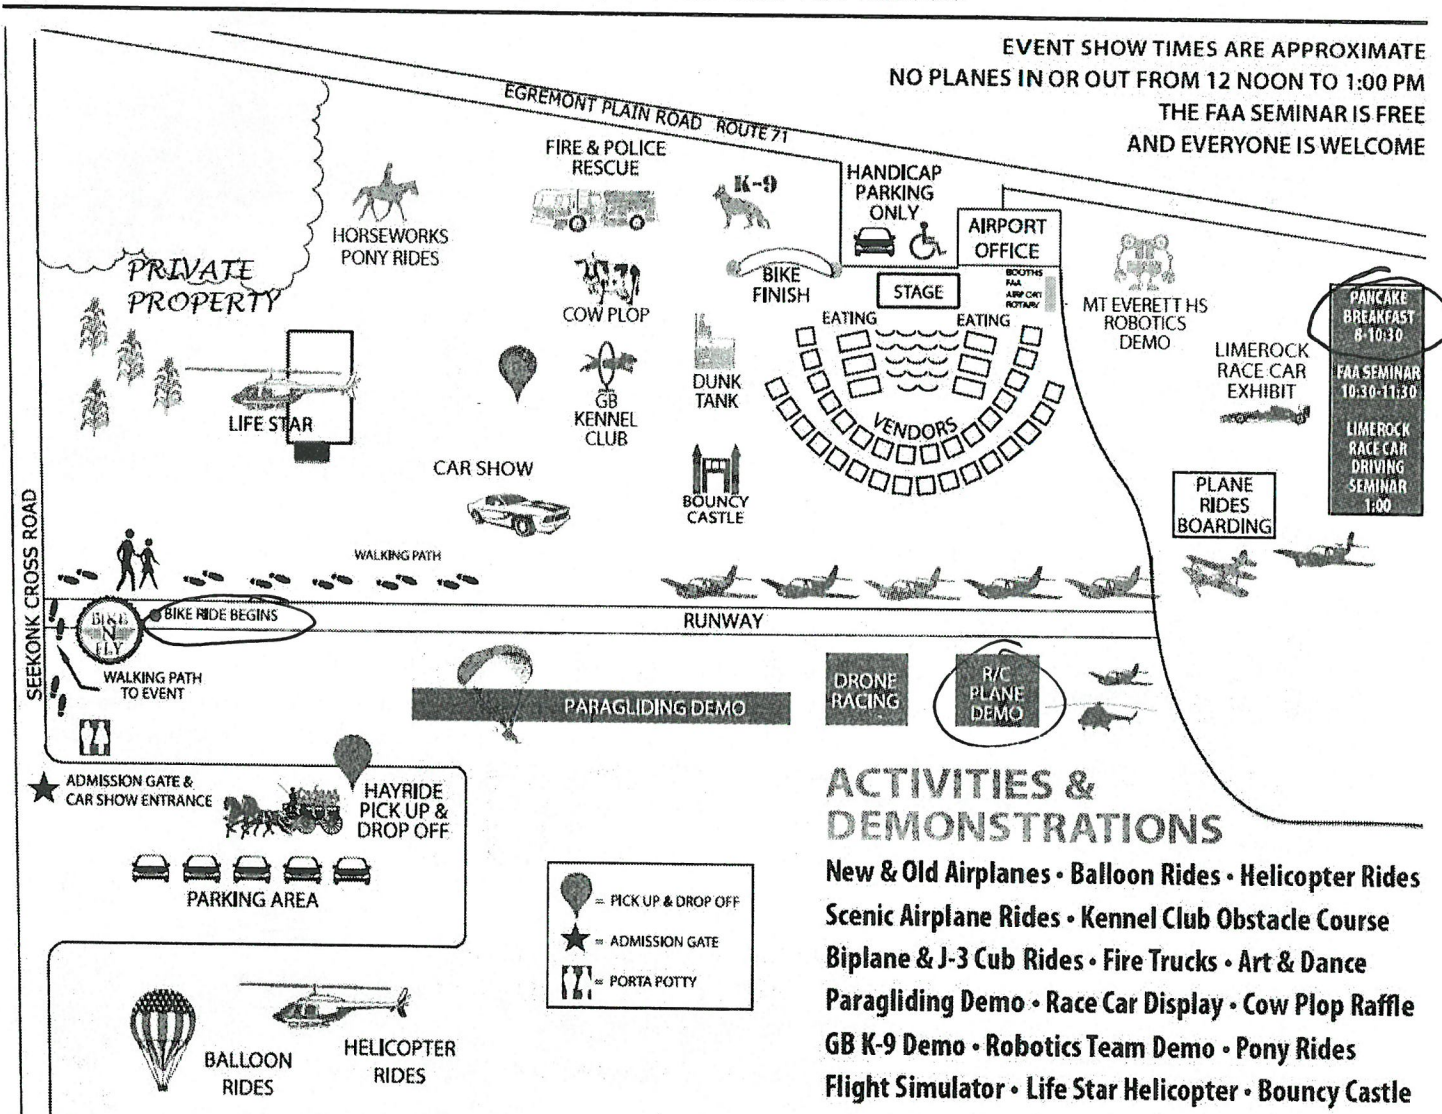 EVENT SHOW TIMES ARE APPROXIMATE
NO PLANES IN OR OUT FROM 12 NOON TO 1:00 PM
THE FAA SEMINAR IS FREE
AND EVERYONE IS WELCOME
EGREMONT PLAIN ROAD ROUTE 71
FIRE & POLICE
RESCUE
K-9
HANDICAP
PARKING
ONLY
AIRPORT
OFFICE
HORSEWORKS
PONY RIDES
PRIVATE
PROPERTY
COW PLOP
BIKE
FINISH
STAGE
BOOTHS
FAA
AIRPORT
ROTARY
MT EVERETT HS
ROBOTICS
DEMO
PANCAKE
BREAKFAST
8-10:30
FAA SEMINAR
10:30-11:30
LIMEROCK
RACE CAR
DRIVING
SEMINAR
1:00
EATING
EATING
LIMEROCK
RACE CAR
EXHIBIT
DUNK
TANK
GB
KENNEL
CLUB
LIFE STAR
VENDORS
CAR SHOW
BOUNCY
CASTLE
PLANE
RIDES
BOARDING
SEEKONK CROSS ROAD
WALKING PATH
BIKE
N
FLY
BIKE RIDE BEGINS
RUNWAY
WALKING PATH
TO EVENT
PARAGLIDING DEMO
DRONE
RACING
R/C
PLANE
DEMO
ADMISSION GATE &
CAR SHOW ENTRANCE
HAYRIDE
PICK UP &
DROP OFF
PARKING AREA
= PICK UP & DROP OFF
= ADMISSION GATE
= PORTA POTTY
BALLOON
RIDES
HELICOPTER
RIDES
ACTIVITIES &
DEMONSTRATIONS
New & Old Airplanes • Balloon Rides • Helicopter Rides
Scenic Airplane Rides • Kennel Club Obstacle Course
Biplane & J-3 Cub Rides • Fire Trucks • Art & Dance
Paragliding Demo • Race Car Display • Cow Plop Raffle
GB K-9 Demo • Robotics Team Demo • Pony Rides
Flight Simulator • Life Star Helicopter • Bouncy Castle